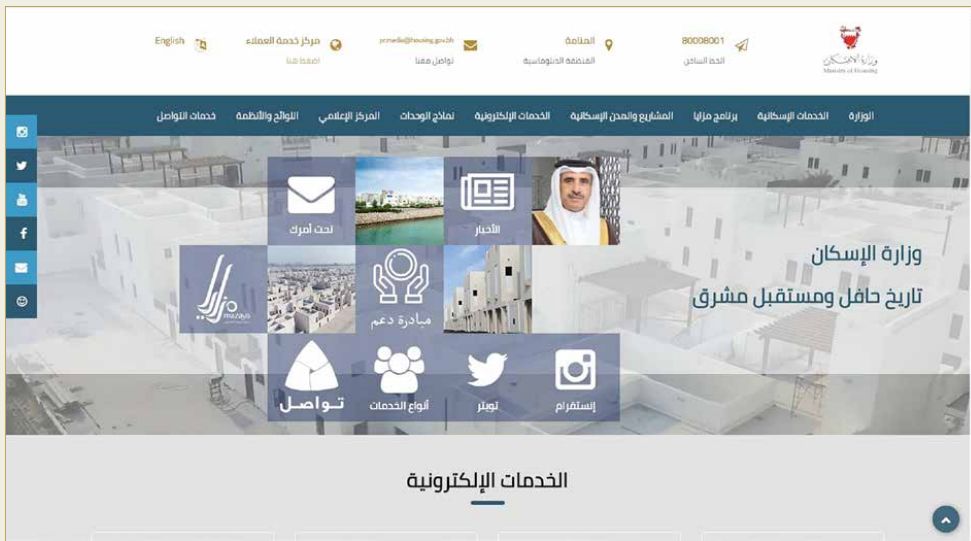 وزارة الإسكان
Ministry of Housing
80008001
الخط الساخن
المنامة
المنطقة الدبلوماسية
pcmedia@housing.gov.bh
تواصل معنا
مركز خدمة العملاء
اضغط هنا
English
الوزارة
الخدمات الإسكانية
برنامج مزايا
المشاريع والمدن الإسكانية
الخدمات الإلكترونية
نماذج الوحدات
المركز الإعلامي
اللوائح والأنظمة
خدمات التواصل
الأخبار
تحت أمرك
وزارة الإسكان
تاريخ حافل ومستقبل مشرق
مبادرة دعم
مزايا
mazaya
إنستقرام
تويتر
أنواع الخدمات
تواصل
الخدمات الإلكترونية